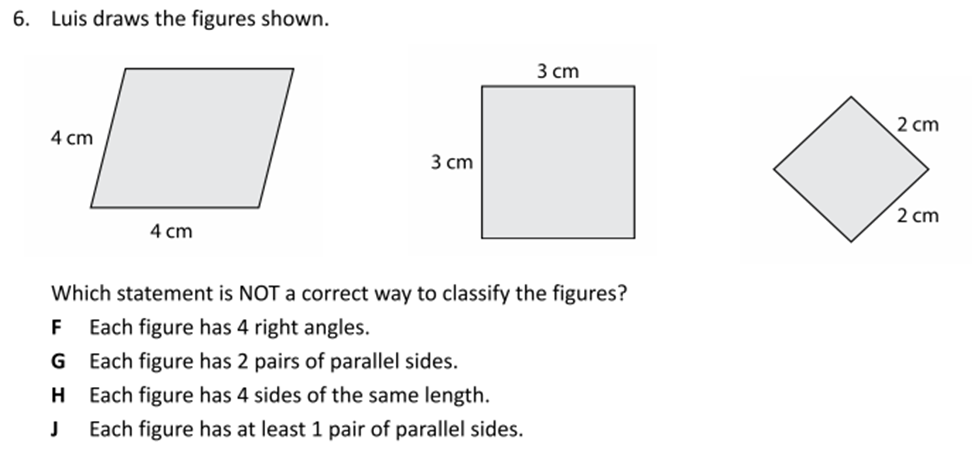 6. Luis draws the figures shown.
3 cm
4 cm
3 cm
4 cm
2 cm
2 cm
Which statement is NOT a correct way to classify the figures?
F Each figure has 4 right angles.
G Each figure has 2 pairs of parallel sides.
H Each figure has 4 sides of the same length.
J Each figure has at least 1 pair of parallel sides.